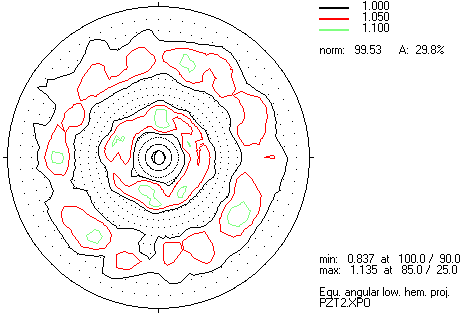 1.000
1.050
1.100
norm: 99.53 A: 29.8%
min: 0.837 at 100.0 / 90.0
max: 1.135 at 85.0 / 25.0
Equ. angular low. hem. proj.
PZT2.XPO